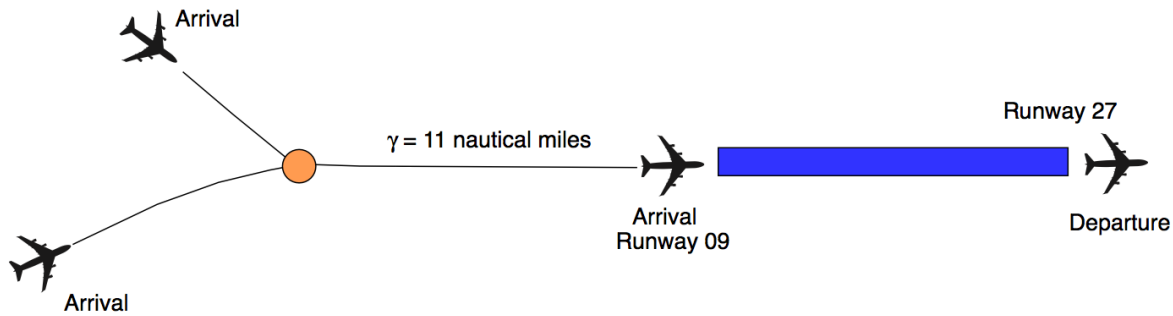 Arrival
Runway 27
γ = 11 nautical miles
Arrival
Runway 09
Departure
Arrival